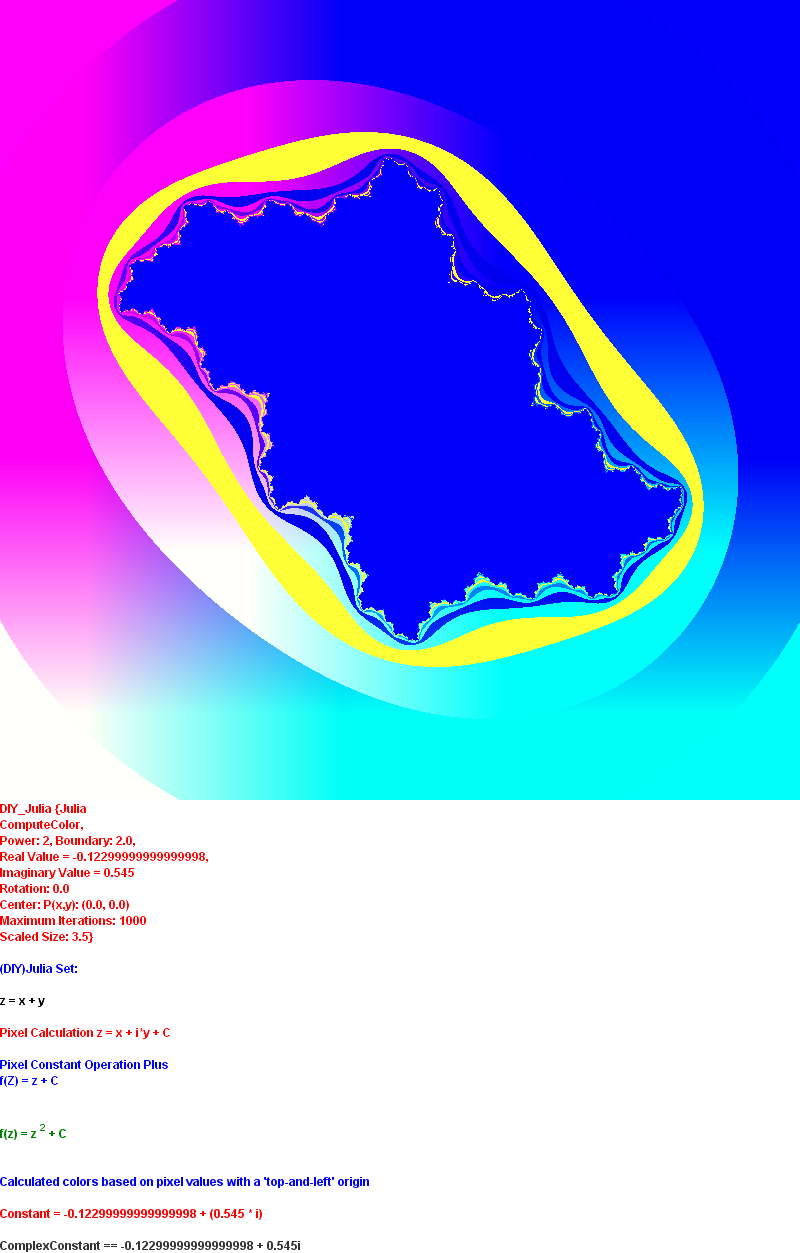 DIY_Julia {Julia
ComputeColor,
Power: 2, Boundary: 2.0,
Real Value = -0.12299999999999998,
Imaginary Value = 0.545
Rotation: 0.0
Center: P(x,y): (0.0, 0.0)
Maximum Iterations: 1000
Scaled Size: 3.5}
(DIY)Julia Set:
z = x + y
Pixel Calculation z = x + i*y + C
Pixel Constant Operation Plus
f(Z) = z + C
f(z) = z 2 + C
Calculated colors based on pixel values with a 'top-and-left' origin
Constant = -0.12299999999999998 + (0.545 * i)
ComplexConstant == -0.12299999999999998 + 0.545i